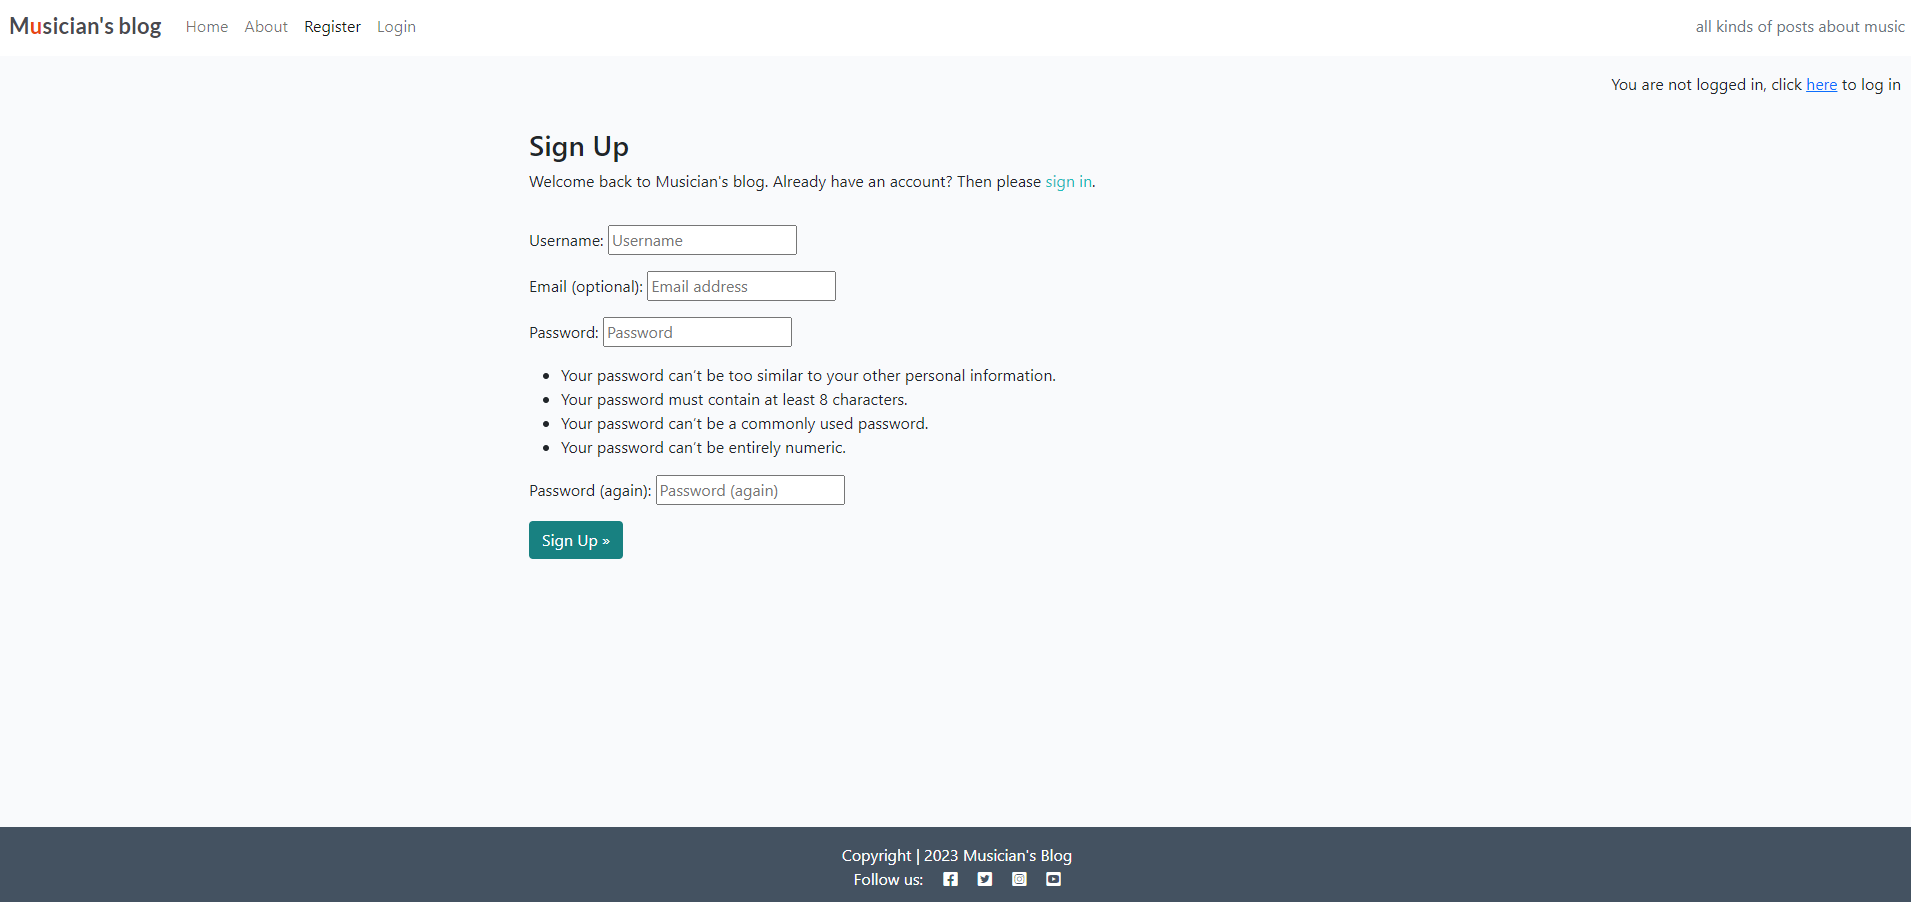 Musician's blog Home About Register Login all kinds of posts about music
You are not logged in, click here to log in
Sign Up
Welcome back to Musician's blog. Already have an account? Then please sign in.
Username: Username
Email (optional): Email address
Password: Password
• Your password can’t be too similar to your other personal information.
• Your password must contain at least 8 characters.
• Your password can’t be a commonly used password.
• Your password can’t be entirely numeric.
Password (again): Password (again)
Sign Up »
Copyright | 2023 Musician's Blog
Follow us: